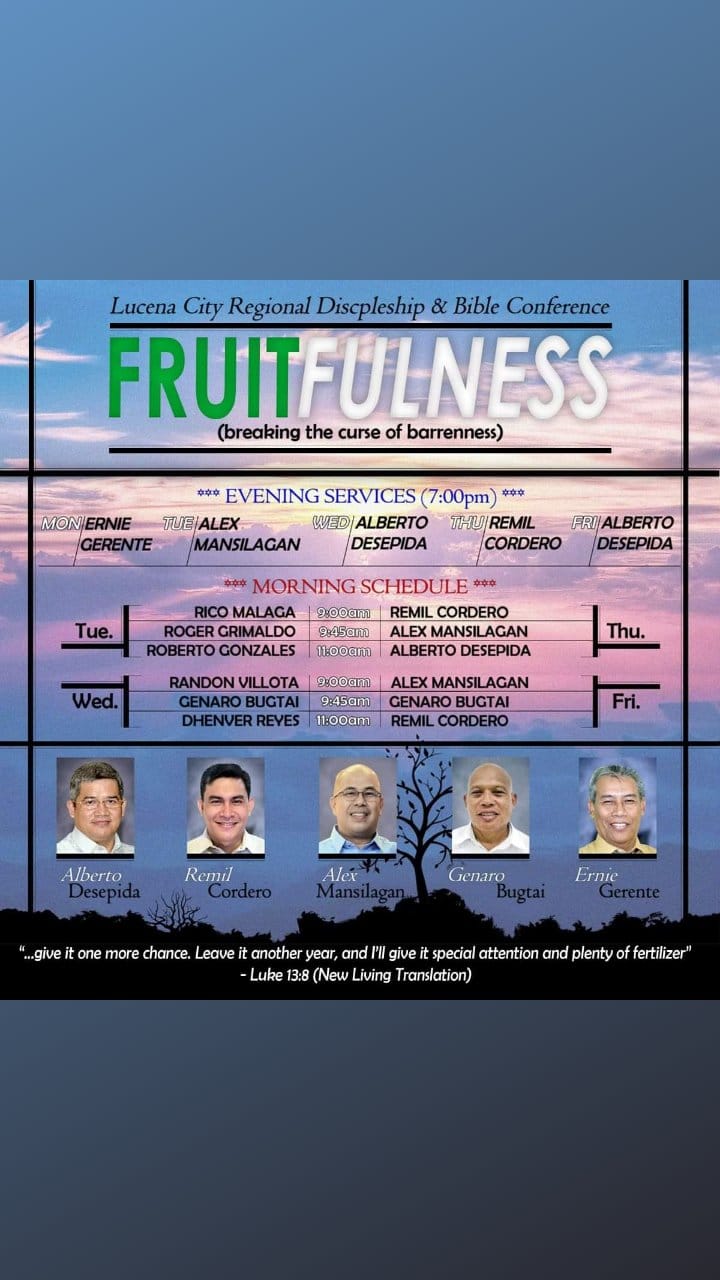 Lucena City Regional Discpleship & Bible Conference
FRUITFULNESS
(breaking the curse of barrenness)
*** EVENING SERVICES (7:00pm) ***
MON/ERNIE GERENTE
TUE/ALEX MANSILAGAN
WED/ALBERTO DESEPIDA
THU/REMIL CORDERO
FRI/ALBERTO DESEPIDA
*** MORNING SCHEDULE ***
Tue.
RICO MALAGA 9:00am REMIL CORDERO
ROGER GRIMALDO 9:45am ALEX MANSILAGAN
ROBERTO GONZALES 11:00am ALBERTO DESEPIDA
Thu.
Wed.
RANDON VILLOTA 9:00am ALEX MANSILAGAN
GENARO BUGTAI 9:45am GENARO BUGTAI
DHENVER REYES 11:00am REMIL CORDERO
Fri.
Alberto Desepida
Remil Cordero
Alex Mansilagan
Genaro Bugtai
Ernie Gerente
"...give it one more chance. Leave it another year, and I'll give it special attention and plenty of fertilizer"
- Luke 13:8 (New Living Translation)